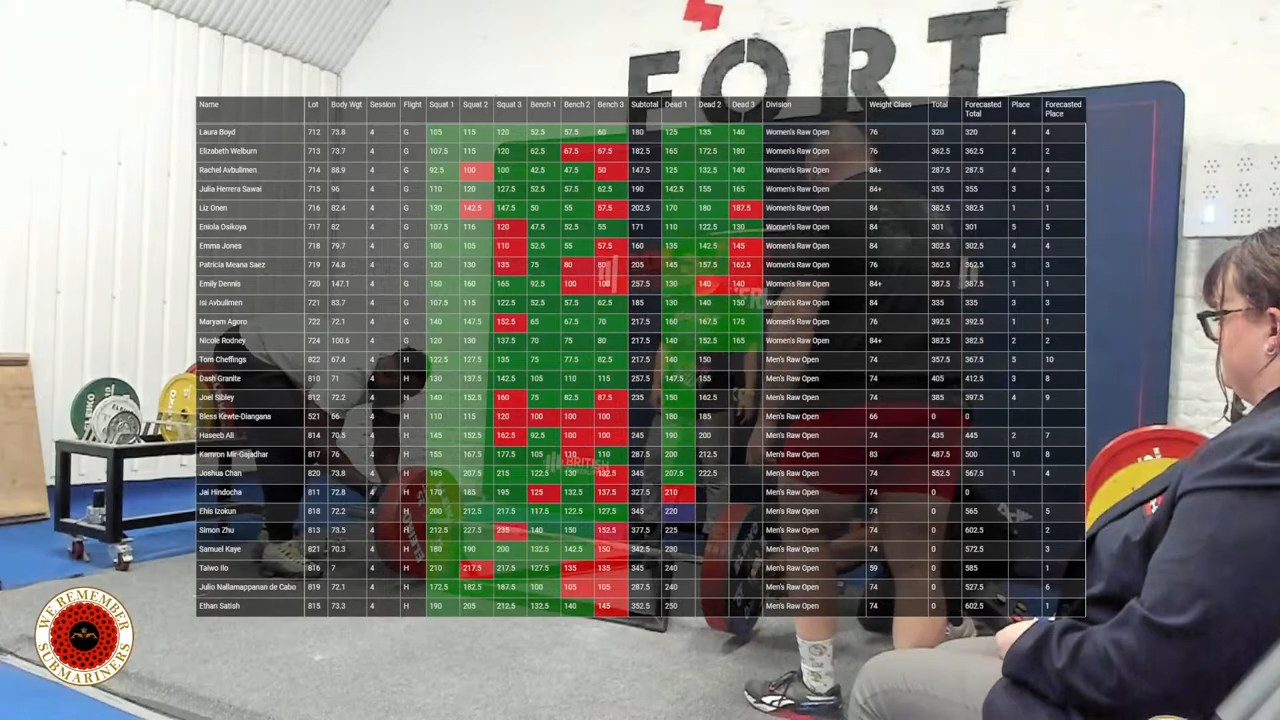 FORT
Name Lot Body Wgt Session Flight Squat 1 Squat 2 Squat 3 Bench 1 Bench 2 Bench 3 Subtotal Dead 1 Dead 2 Dead 3 Division Weight Class Total Forecasted Total Place Forecasted Place
Laura Boyd 712 73.8 4 G 105 115 120 52.5 57.5 60 180 125 135 140 Women's Raw Open 76 320 320 4 4
Elizabeth Welburn 713 73.7 4 G 107.5 115 120 62.5 67.5 67.5 182.5 165 172.5 180 Women's Raw Open 76 362.5 362.5 2 2
Rachel Avbulimen 714 88.9 4 G 92.5 100 100 42.5 47.5 50 147.5 125 132.5 140 Women's Raw Open 84+ 287.5 287.5 4 4
Julia Herrera Sawai 715 96 4 G 110 120 127.5 52.5 57.5 62.5 190 142.5 155 165 Women's Raw Open 84+ 355 355 3 3
Liz Onen 716 82.4 4 G 130 142.5 147.5 50 55 57.5 202.5 170 180 187.5 Women's Raw Open 84 382.5 382.5 1 1
Eniola Osikoya 717 82 4 G 107.5 116 120 47.5 52.5 55 171 110 122.5 130 Women's Raw Open 84 301 301 5 5
Emma Jones 718 79.7 4 G 100 105 110 52.5 55 57.5 160 135 142.5 145 Women's Raw Open 84 302.5 302.5 4 4
Patricia Meana Saez 719 74.8 4 G 120 130 135 75 80 80 205 145 157.5 162.5 Women's Raw Open 76 362.5 362.5 3 3
Emily Dennis 720 147.1 4 G 150 160 165 92.5 100 100 257.5 130 140 140 Women's Raw Open 84+ 387.5 387.5 1 1
Isi Avbulimen 721 83.7 4 G 107.5 115 122.5 52.5 57.5 62.5 185 130 140 150 Women's Raw Open 84 335 335 3 3
Maryam Agoro 722 72.1 4 G 140 147.5 152.5 65 67.5 70 217.5 160 167.5 175 Women's Raw Open 76 392.5 392.5 1 1
Nicole Rodney 724 100.6 4 G 120 130 137.5 70 75 80 217.5 140 152.5 165 Women's Raw Open 84+ 382.5 382.5 2 2
Tom Cheffings 822 67.4 4 H 122.5 127.5 135 75 77.5 82.5 217.5 140 150 Men's Raw Open 74 357.5 367.5 5 10
Dash Granite 810 71 4 H 130 137.5 142.5 105 110 115 257.5 147.5 155 Men's Raw Open 74 405 412.5 3 8
Joel Sibley 812 72.2 4 H 140 152.5 160 75 82.5 87.5 235 150 162.5 Men's Raw Open 74 385 397.5 4 9
Bless Kewte-Diangana 521 66 4 H 110 115 120 100 100 100 180 185 Men's Raw Open 66 0 0
Haseeb Ali 814 70.5 4 H 145 152.5 162.5 92.5 100 100 245 190 200 Men's Raw Open 74 435 445 2 7
Kamron Mir-Gajadhar 817 76 4 H 155 167.5 177.5 105 110 110 287.5 200 212.5 Men's Raw Open 83 487.5 500 10 8
Joshua Chan 820 73.8 4 H 195 207.5 215 122.5 130 132.5 345 207.5 222.5 Men's Raw Open 74 552.5 567.5 1 4
Jai Hindocha 811 72.8 4 H 170 185 195 125 132.5 137.5 327.5 210 Men's Raw Open 74 0 0
Ehis Izokun 818 72.2 4 H 200 212.5 217.5 117.5 122.5 127.5 345 220 Men's Raw Open 74 0 565 5
Simon Zhu 813 73.5 4 H 212.5 227.5 235 140 150 152.5 377.5 225 Men's Raw Open 74 0 602.5 2
Samuel Kaye 821 70.3 4 H 180 190 200 132.5 142.5 150 342.5 230 Men's Raw Open 74 0 572.5 3
Taiwo Ilo 816 7 4 H 210 217.5 217.5 127.5 135 135 345 240 Men's Raw Open 59 0 585 1
Julio Nallamappanan de Cabo 819 72.1 4 H 172.5 182.5 187.5 100 105 105 287.5 240 Men's Raw Open 74 0 527.5 6
Ethan Satish 815 73.3 4 H 190 205 212.5 132.5 140 145 352.5 250 Men's Raw Open 74 0 602.5 1
WE REMEMBER
SUBMARINERS